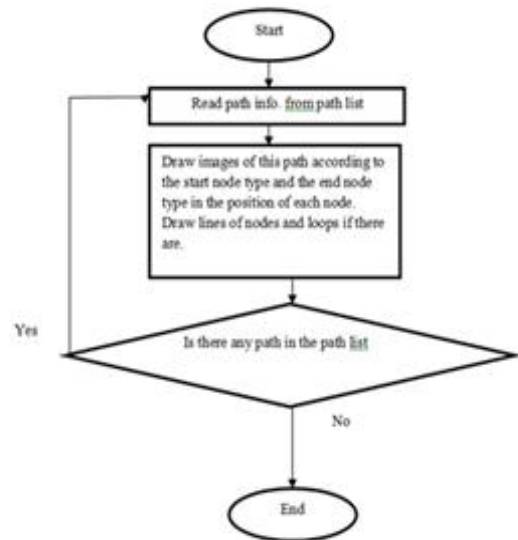 Start
Read path info. from path list
Draw images of this path according to
the start node type and the end node
type in the position of each node.
Draw lines of nodes and loops if there
are.
Yes
Is there any path in the path list
No
End